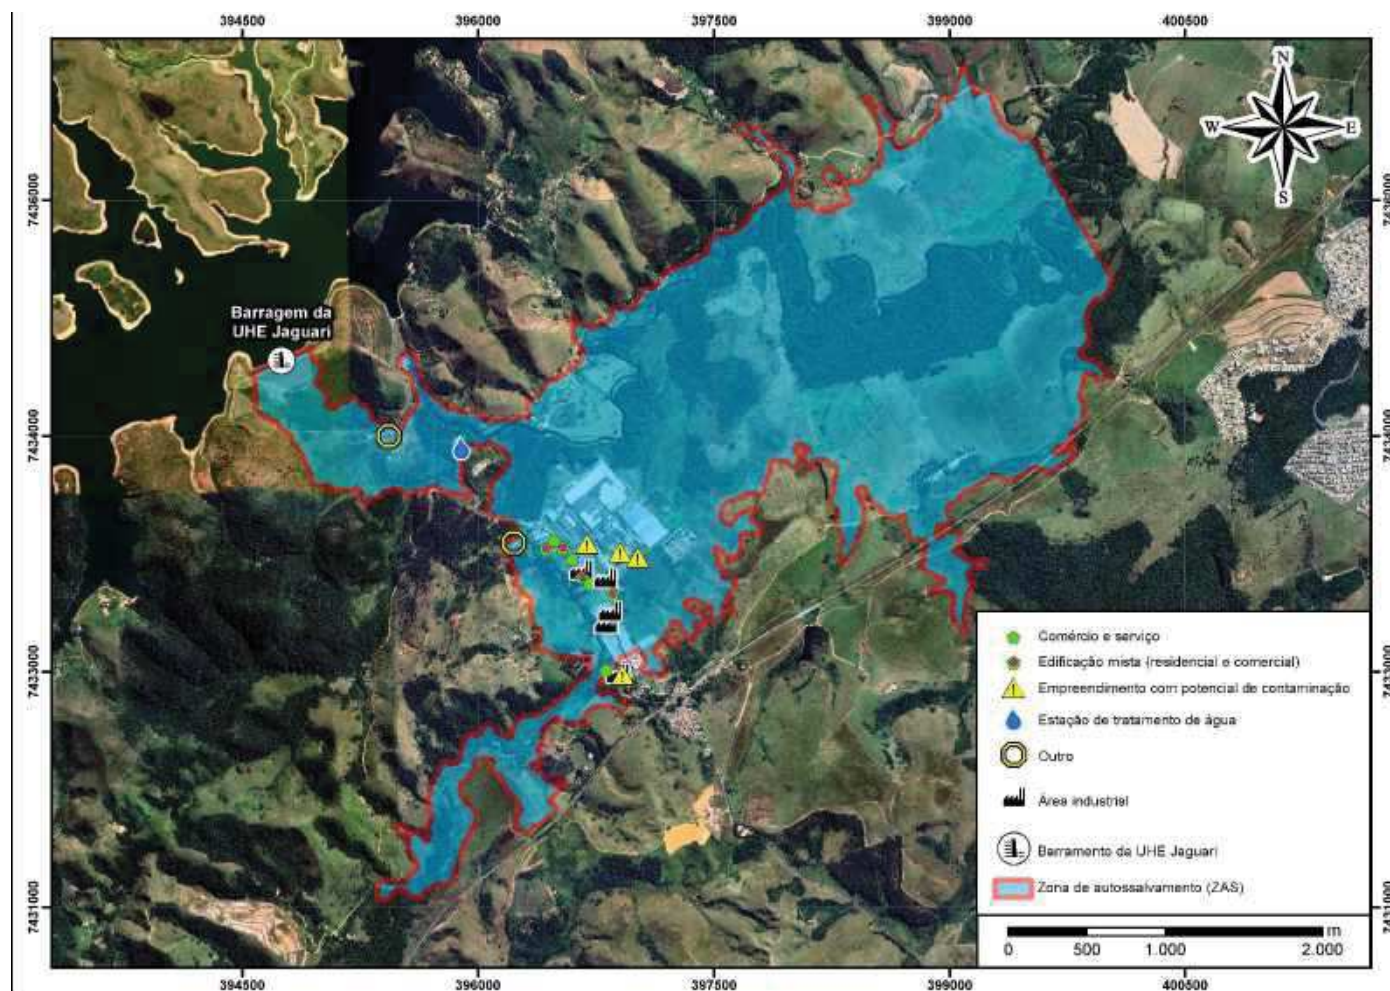 394500 396000 397500 399000 400500
N
W E
S
Barragem da
UHE Jaguari
7434000
7431000
Comércio e serviço
Edificação mista (residencial e comercial)
Empreendimento com potencial de contaminação
Estação de tratamento de água
Outro
Área industrial
Barramento da UHE Jaguari
Zona de autossalvamento (ZAS)
m
0 500 1.000 2.000
394500 396000 397500 399000 400500